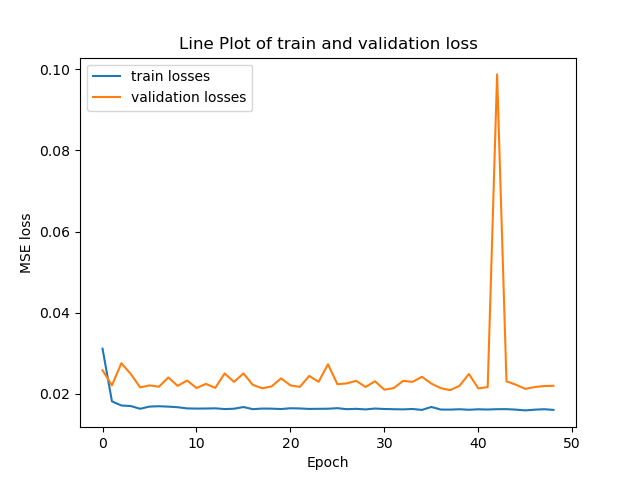 Line Plot of train and validation loss
train losses
validation losses
0.10
0.08
0.06
0.04
0.02
MSE loss
0 10 20 30 40 50
Epoch